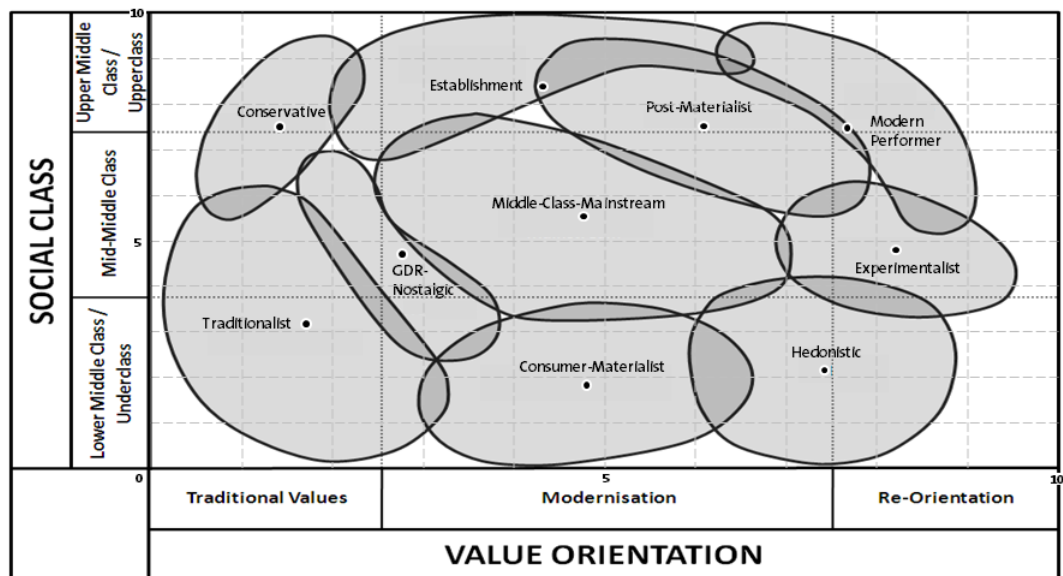 10
SOCIAL CLASS
Upper Middle
Class /
Upperclass
Mid-Middle Class
Lower Middle Class /
Underclass
5
Establishment
Conservative
Post-Materialist
Modern
Performer
Middle-Class-Mainstream
GDR-
Nostalgic
Experimentalist
Traditionalist
Consumer-Materialist
Hedonistic
0
5
10
Traditional Values
Modernisation
Re-Orientation
VALUE ORIENTATION